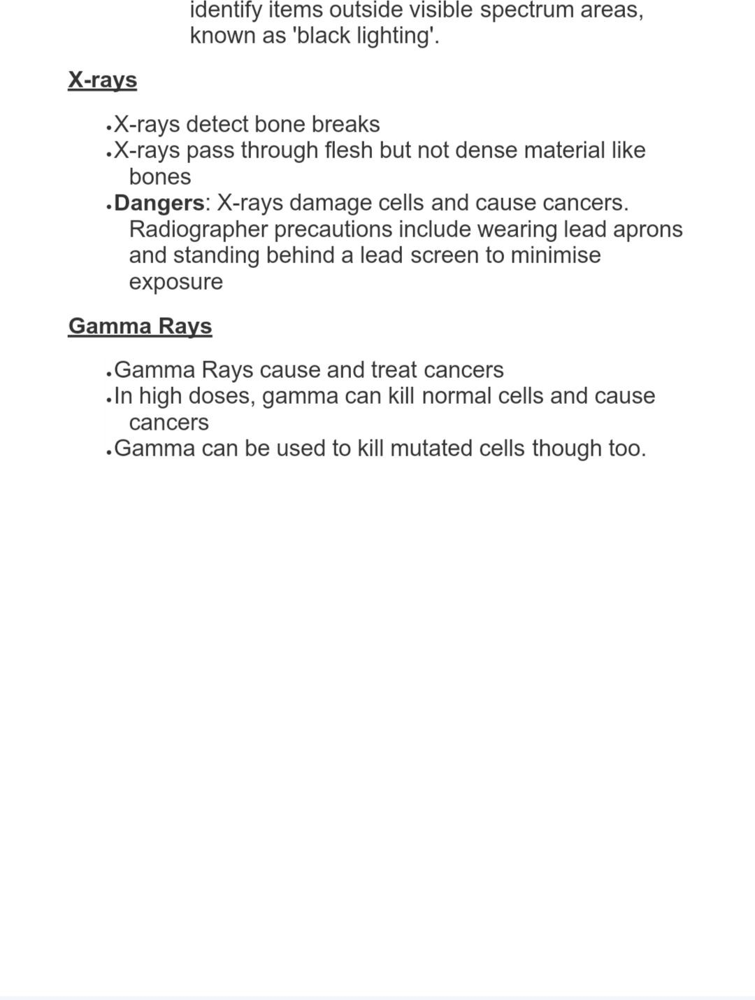 identify items outside visible spectrum areas,
known as 'black lighting'.
X-rays
•X-rays detect bone breaks
•X-rays pass through flesh but not dense material like
bones
•Dangers: X-rays damage cells and cause cancers.
Radiographer precautions include wearing lead aprons
and standing behind a lead screen to minimise
exposure
Gamma Rays
•Gamma Rays cause and treat cancers
•In high doses, gamma can kill normal cells and cause
cancers
•Gamma can be used to kill mutated cells though too.